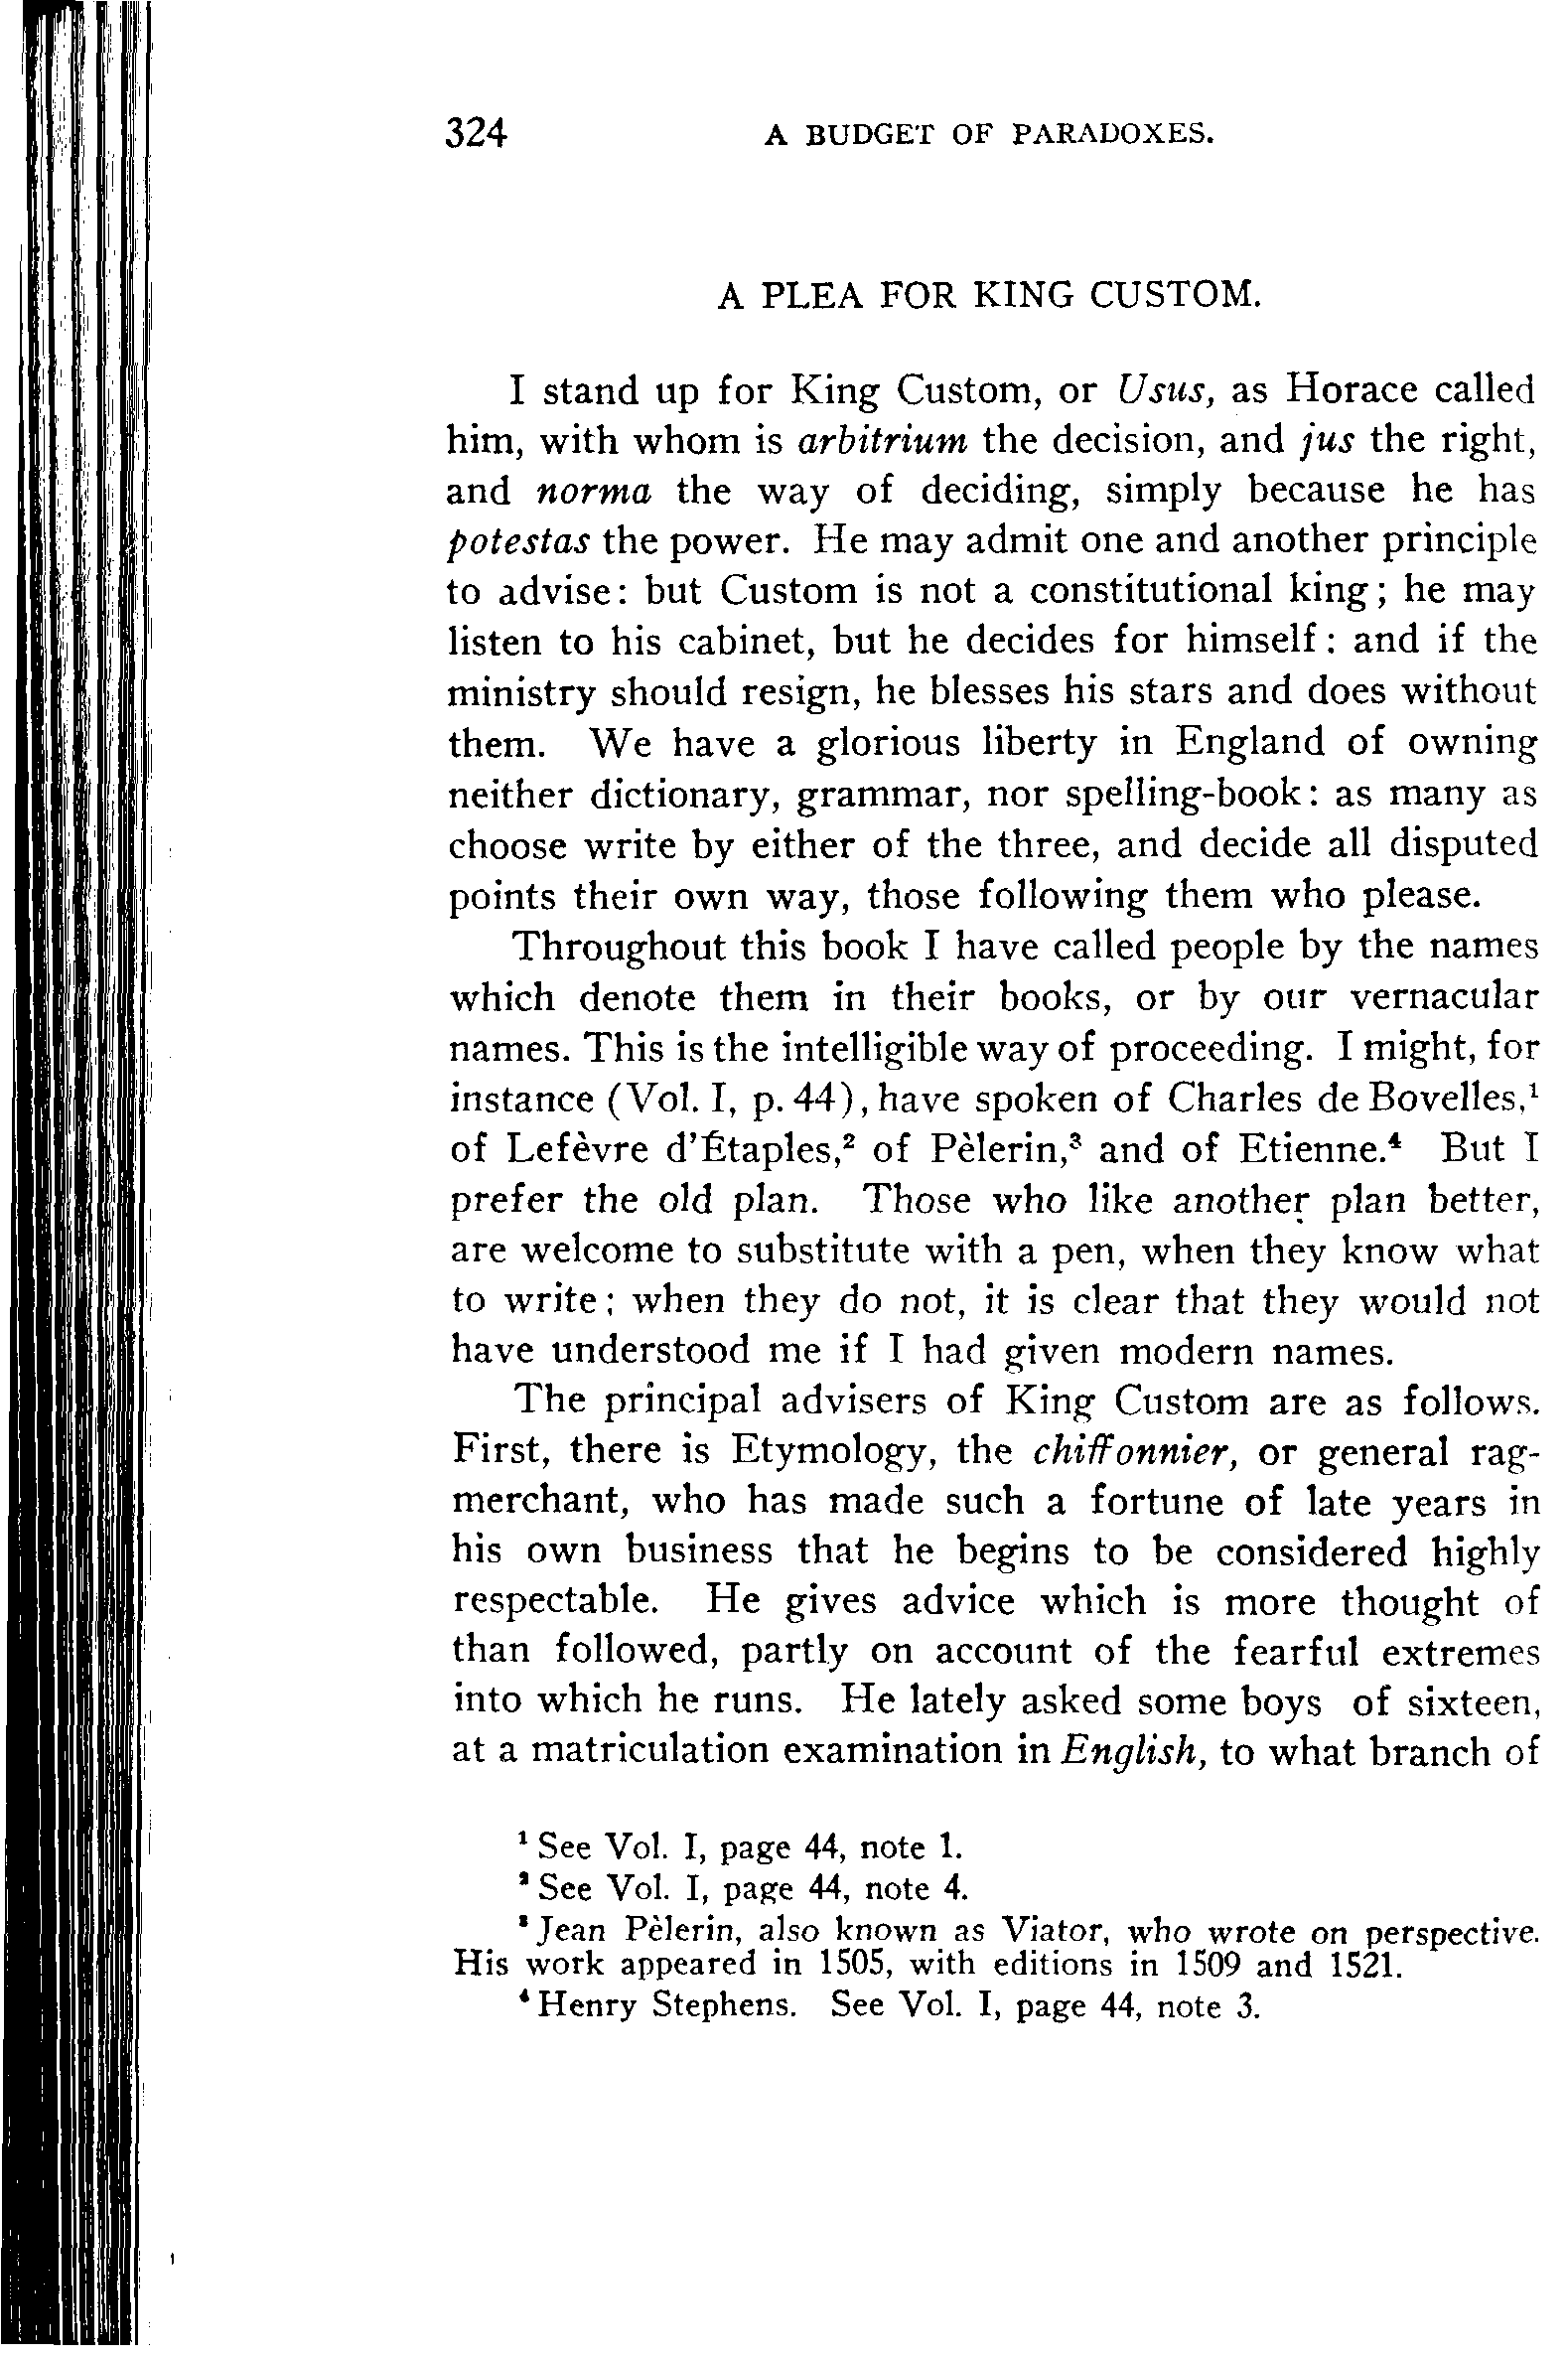 324 A BUDGET OF PARADOXES.
A PLEA FOR KING CUSTOM.
I stand up for King Custom, or Usus, as Horace called
him, with whom is arbitrium the decision, and jus the right,
and norma the way of deciding, simply because he has
potestas the power. He may admit one and another principle
to advise: but Custom is not a constitutional king; he may
listen to his cabinet, but he decides for himself: and if the
ministry should resign, he blesses his stars and does without
them. We have a glorious liberty in England of owning
neither dictionary, grammar, nor spelling-book: as many as
choose write by either of the three, and decide all disputed
points their own way, those following them who please.
Throughout this book I have called people by the names
which denote them in their books, or by our vernacular
names. This is the intelligible way of proceeding. I might, for
instance (Vol. I, p. 44), have spoken of Charles de Bovelles,¹
of Lefèvre d'Étaples,² of Pèlerin,³ and of Etienne.⁴ But I
prefer the old plan. Those who like another plan better,
are welcome to substitute with a pen, when they know what
to write; when they do not, it is clear that they would not
have understood me if I had given modern names.
The principal advisers of King Custom are as follows.
First, there is Etymology, the chiffonnier, or general rag-
merchant, who has made such a fortune of late years in
his own business that he begins to be considered highly
respectable. He gives advice which is more thought of
than followed, partly on account of the fearful extremes
into which he runs. He lately asked some boys of sixteen,
at a matriculation examination in English, to what branch of
¹ See Vol. I, page 44, note 1.
² See Vol. I, page 44, note 4.
³ Jean Pèlerin, also known as Viator, who wrote on perspective.
His work appeared in 1505, with editions in 1509 and 1521.
⁴ Henry Stephens. See Vol. I, page 44, note 3.